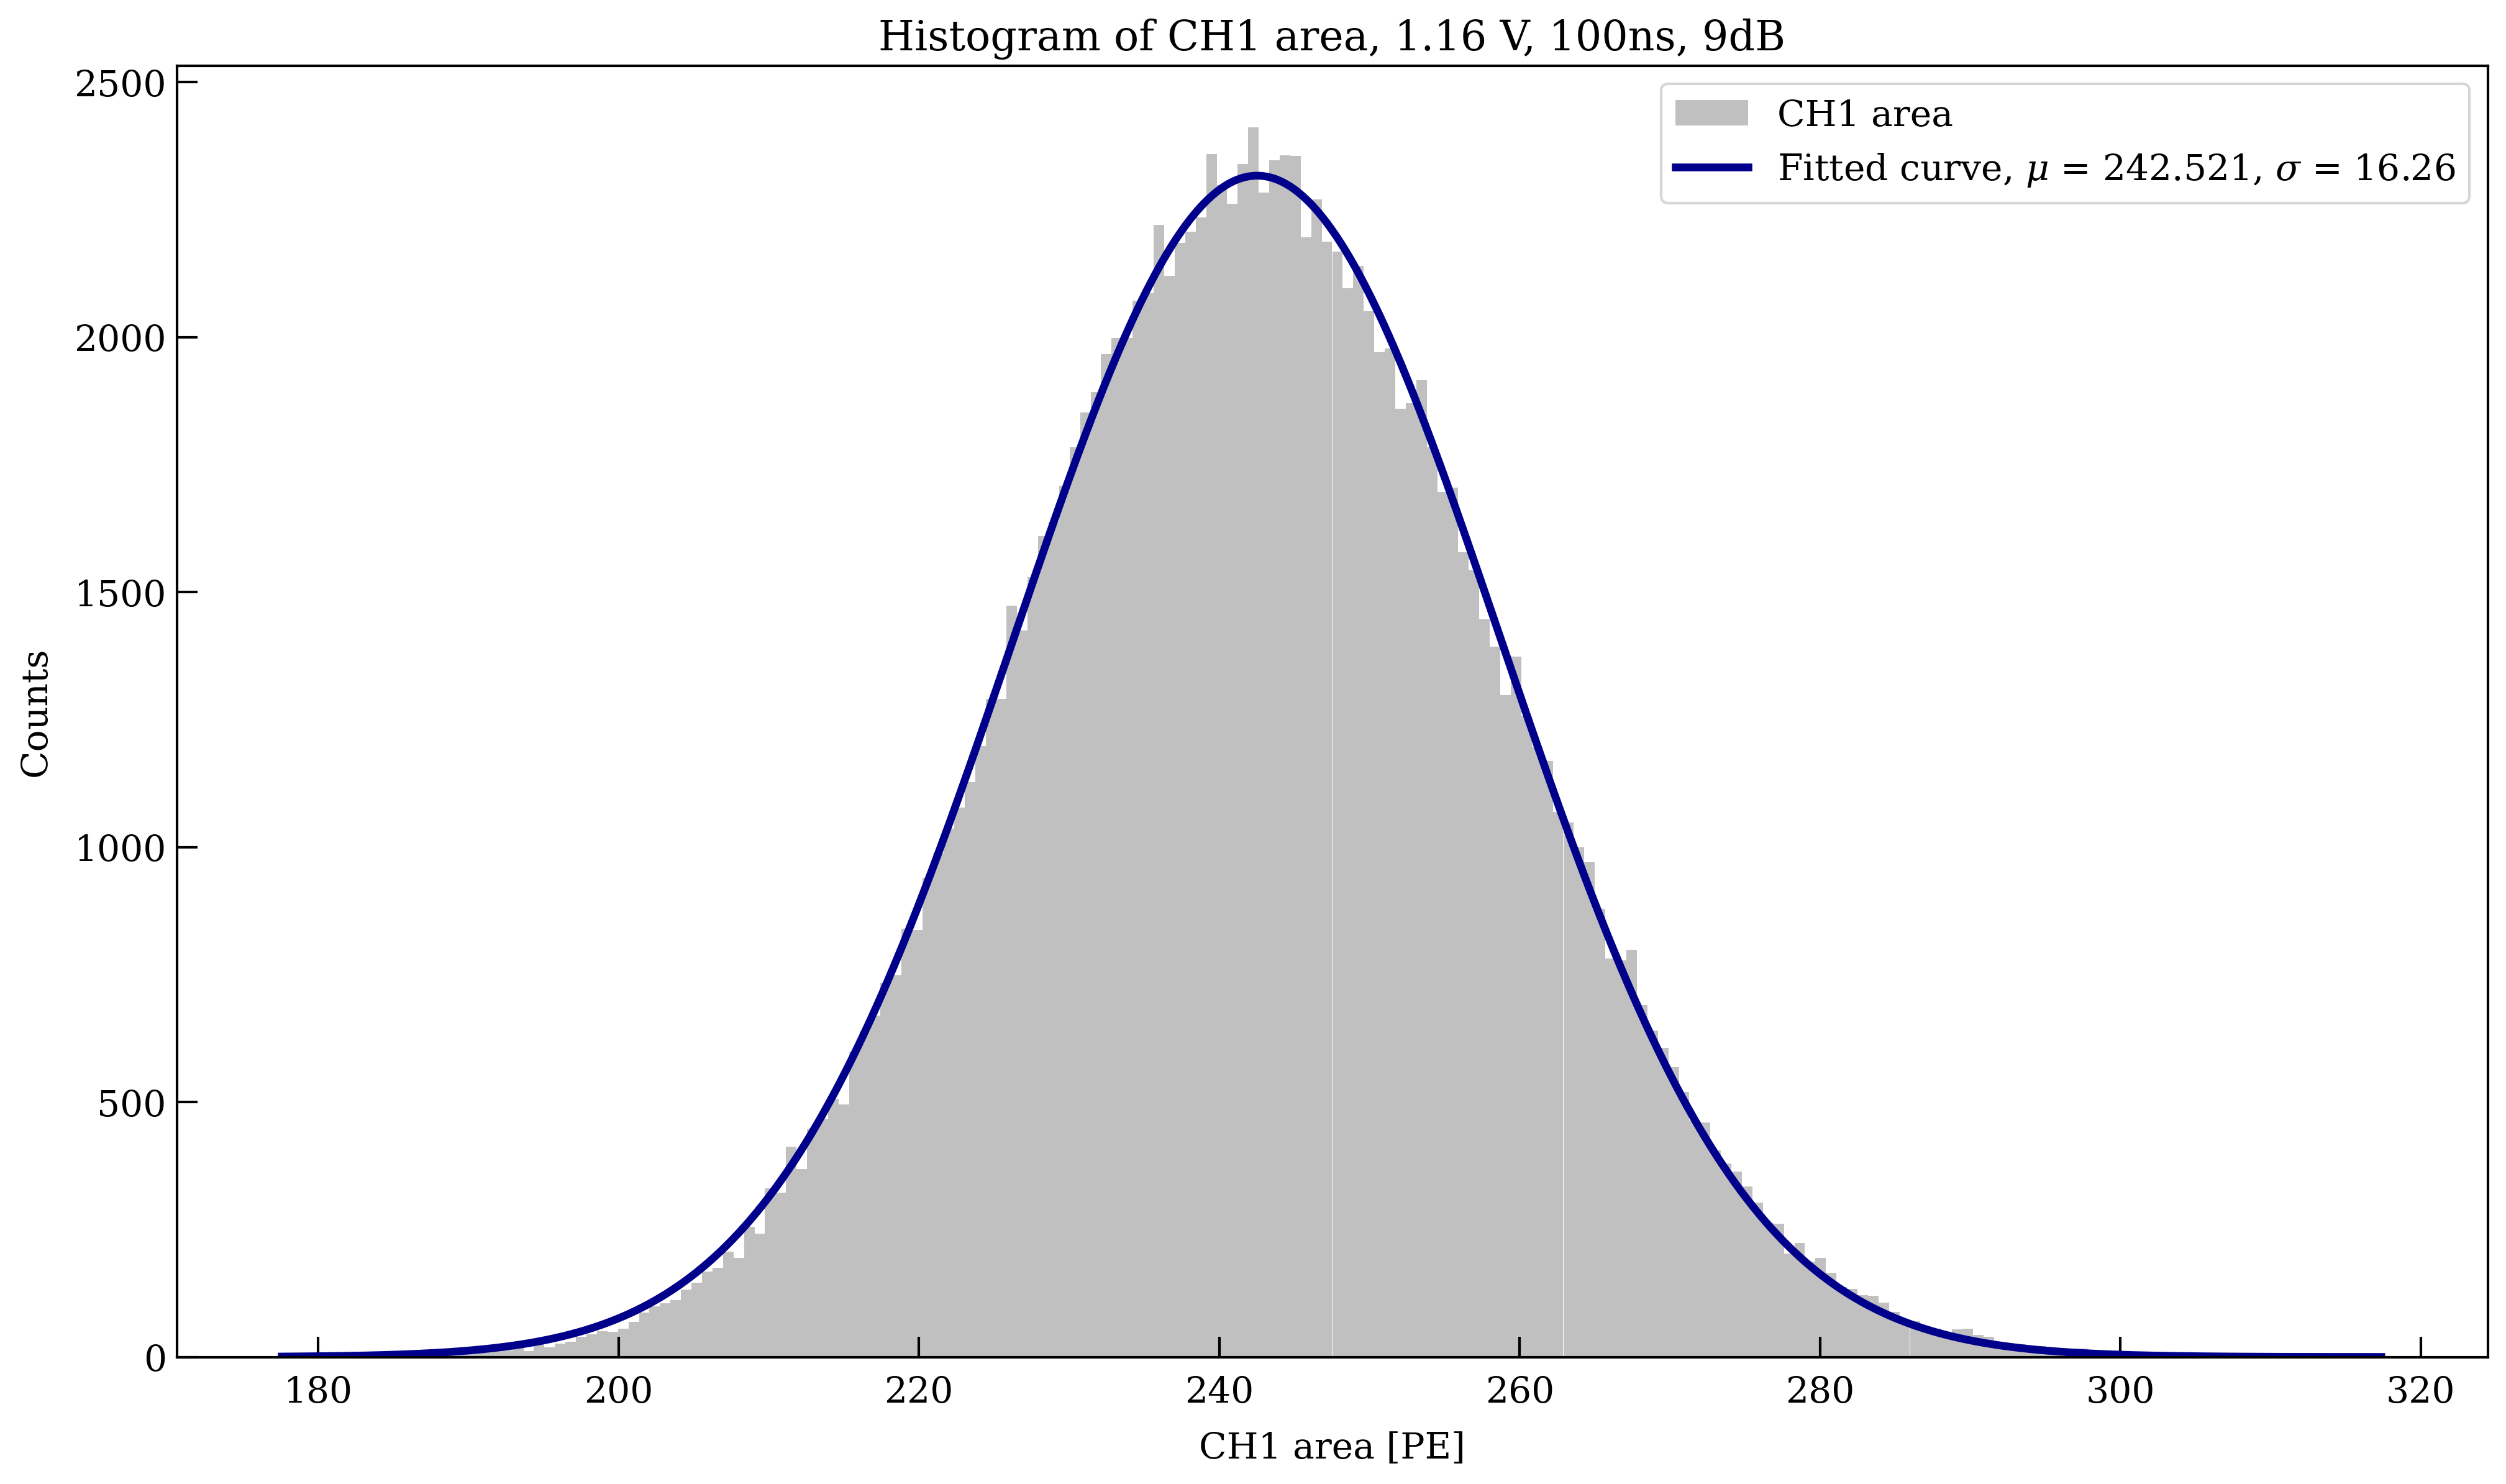 Histogram of CH1 area, 1.16 V, 100ns, 9dB
CH1 area
Fitted curve, μ = 242.521, σ = 16.26
2500
2000
1500
1000
500
0
Counts
180 200 220 240 260 280 300 320
CH1 area [PE]